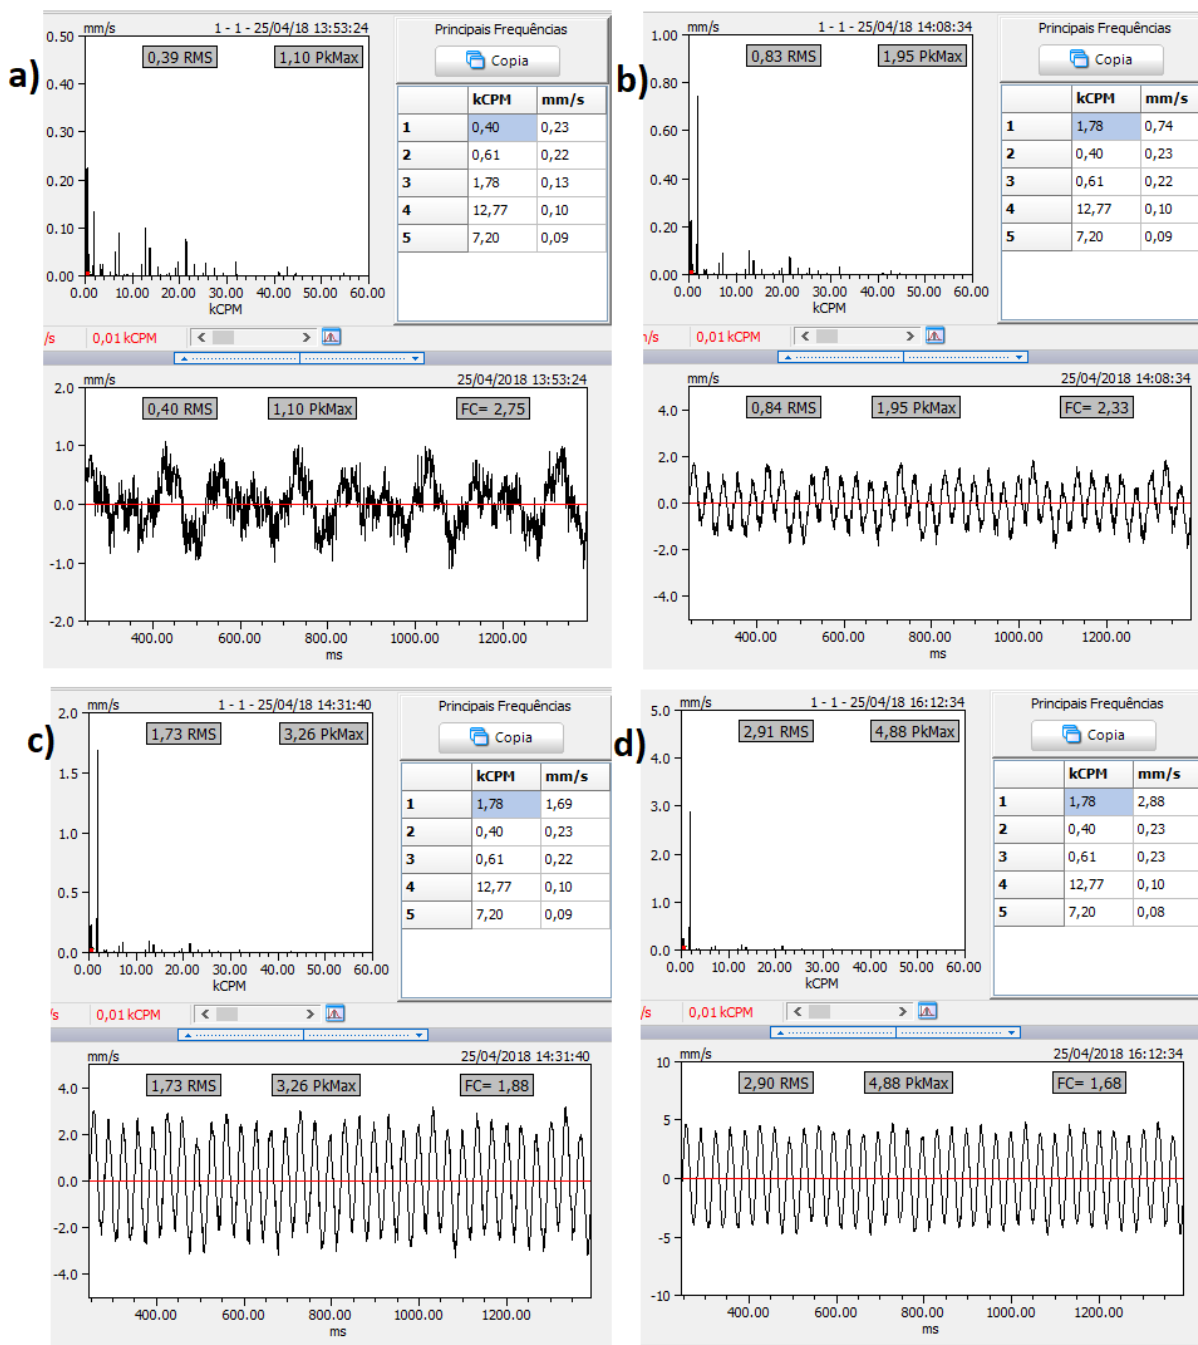 a)
mm/s 1 - 1 - 25/04/18 13:53:24
0,39 RMS 1,10 PkMax
0.50
0.40
0.30
0.20
0.10
0.00
0.00 10.00 20.00 30.00 40.00 50.00 60.00
kCPM
Principais Frequências
Copia
kCPM mm/s
1 0,40 0,23
2 0,61 0,22
3 1,78 0,13
4 12,77 0,10
5 7,20 0,09
/s 0,01 kCPM
mm/s 25/04/2018 13:53:24
0,40 RMS 1,10 PkMax FC= 2,75
2.0
1.0
0.0
-1.0
-2.0
400.00 600.00 800.00 1000.00 1200.00
ms
b)
mm/s 1 - 1 - 25/04/18 14:08:34
0,83 RMS 1,95 PkMax
1.00
0.80
0.60
0.40
0.20
0.00
0.00 10.00 20.00 30.00 40.00 50.00 60.00
kCPM
Principais Frequências
Copia
kCPM mm/s
1 1,78 0,74
2 0,40 0,23
3 0,61 0,22
4 12,77 0,10
5 7,20 0,09
/s 0,01 kCPM
mm/s 25/04/2018 14:08:34
0,84 RMS 1,95 PkMax FC= 2,33
4.0
2.0
0.0
-2.0
-4.0
400.00 600.00 800.00 1000.00 1200.00
ms
c)
mm/s 1 - 1 - 25/04/18 14:31:40
1,73 RMS 3,26 PkMax
2.0
1.5
1.0
0.5
0.0
0.00 10.00 20.00 30.00 40.00 50.00 60.00
kCPM
Principais Frequências
Copia
kCPM mm/s
1 1,78 1,69
2 0,40 0,23
3 0,61 0,22
4 12,77 0,10
5 7,20 0,09
/s 0,01 kCPM
mm/s 25/04/2018 14:31:40
1,73 RMS 3,26 PkMax FC= 1,88
4.0
2.0
0.0
-2.0
-4.0
400.00 600.00 800.00 1000.00 1200.00
ms
d)
mm/s 1 - 1 - 25/04/18 16:12:34
2,91 RMS 4,88 PkMax
5.0
4.0
3.0
2.0
1.0
0.0
0.00 10.00 20.00 30.00 40.00 50.00 60.00
kCPM
Principais Frequências
Copia
kCPM mm/s
1 1,78 2,88
2 0,40 0,23
3 0,61 0,23
4 12,77 0,10
5 7,20 0,08
/s 0,01 kCPM
mm/s 25/04/2018 16:12:34
2,90 RMS 4,88 PkMax FC= 1,68
10
5
0
-5
-10
400.00 600.00 800.00 1000.00 1200.00
ms